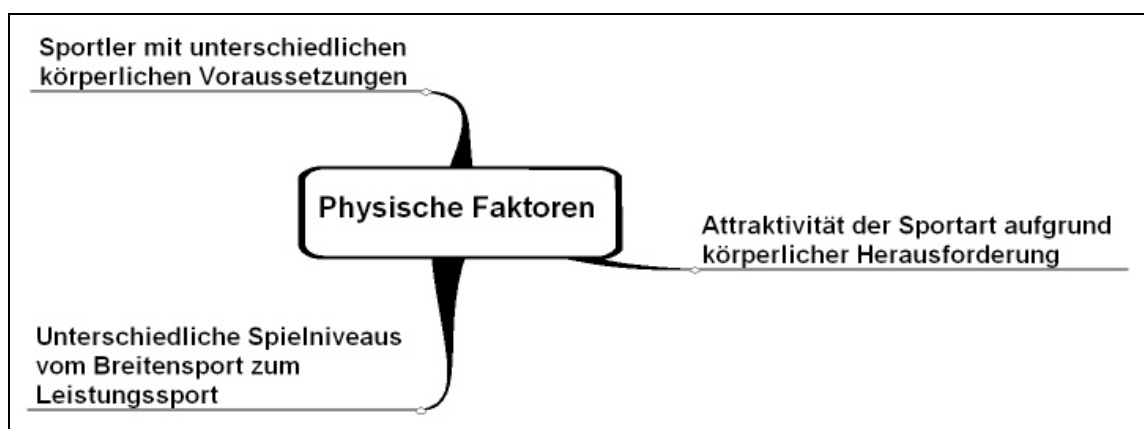 Sportler mit unterschiedlichen
körperlichen Voraussetzungen
Physische Faktoren
Attraktivität der Sportart aufgrund
körperlicher Herausforderung
Unterschiedliche Spielniveaus
vom Breitensport zum
Leistungssport